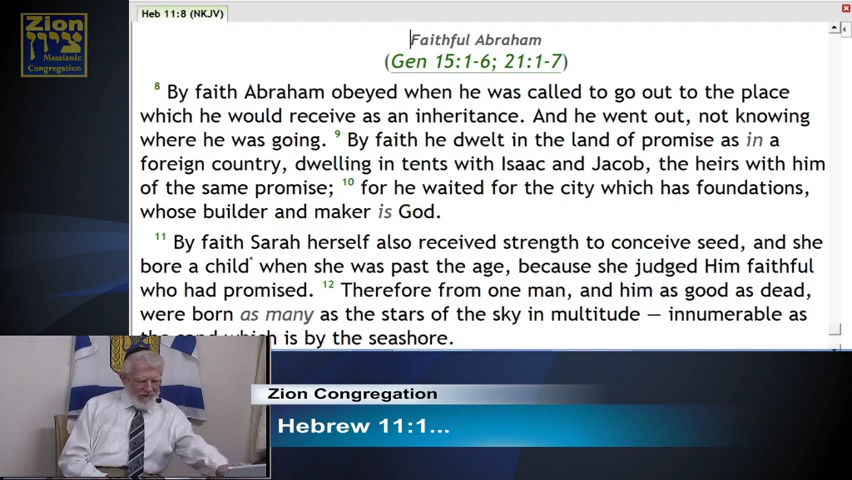 Zion
ציון
Messianic
Congregation
Heb 11:8 (NKJV)
Faithful Abraham
(Gen 15:1-6; 21:1-7)
8 By faith Abraham obeyed when he was called to go out to the place
which he would receive as an inheritance. And he went out, not knowing
where he was going. 9 By faith he dwelt in the land of promise as in a
foreign country, dwelling in tents with Isaac and Jacob, the heirs with him
of the same promise; 10 for he waited for the city which has foundations,
whose builder and maker is God.
11 By faith Sarah herself also received strength to conceive seed, and she
bore a child* when she was past the age, because she judged Him faithful
who had promised. 12 Therefore from one man, and him as good as dead,
were born as many as the stars of the sky in multitude — innumerable as
the sand which is by the seashore.
Zion Congregation
Hebrew 11:1...